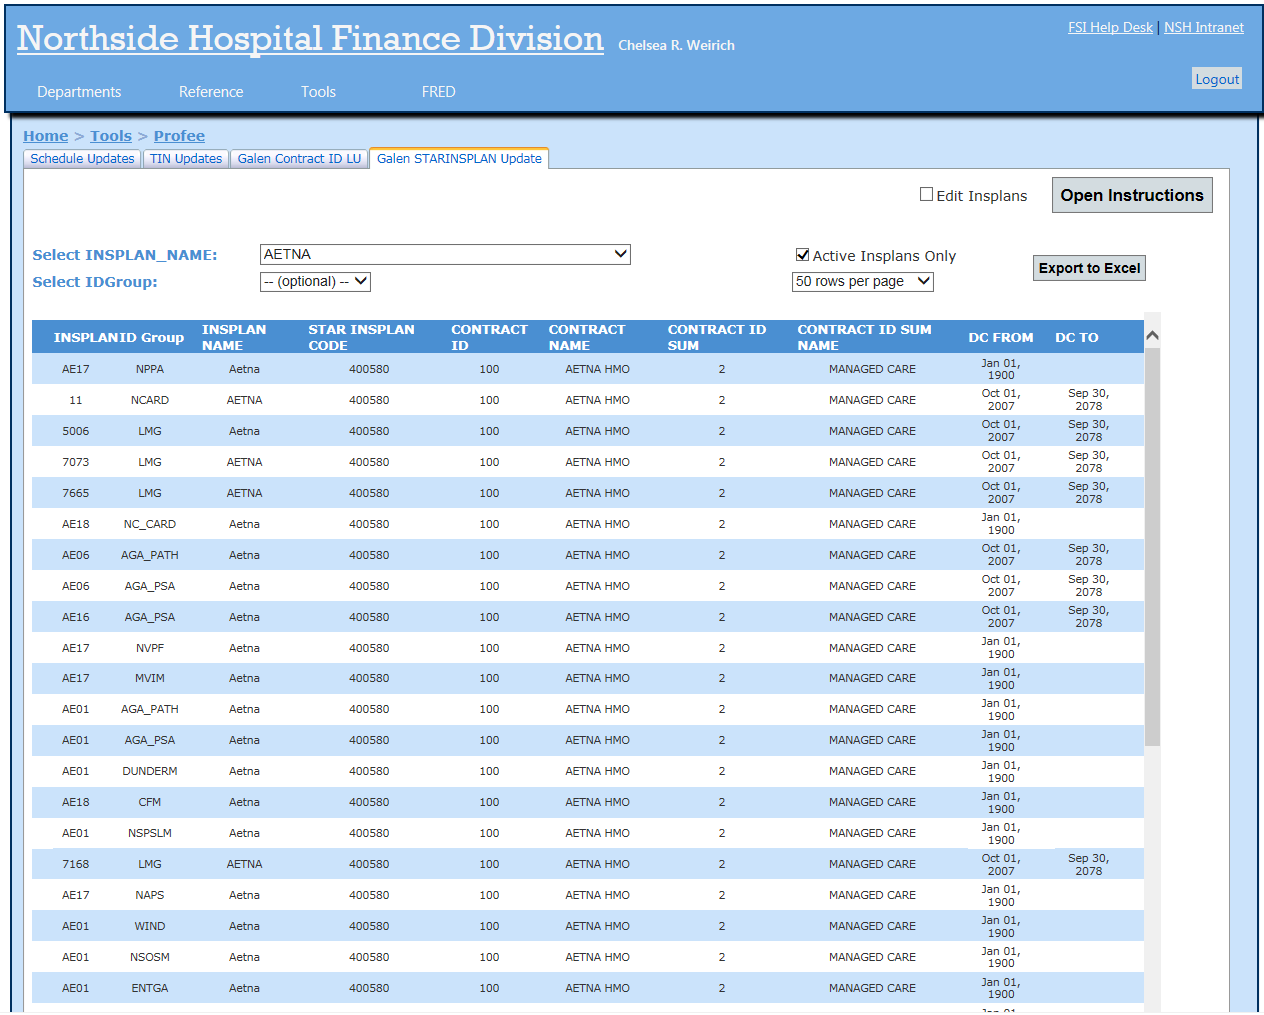 Northside Hospital Finance Division Chelsea R. Weirich
FSI Help Desk | NSH Intranet
Logout
Departments Reference Tools FRED
Home > Tools > Profee
Schedule Updates TIN Updates Galen Contract ID LU Galen STARINSPLAN Update
Edit Insplans Open Instructions
Select INSPLAN_NAME: AETNA Active Insplans Only
Select IDGroup: -- (optional) -- 50 rows per page Export to Excel
INSPLAN ID Group INSPLAN NAME STAR INSPLAN CODE CONTRACT ID CONTRACT NAME CONTRACT ID SUM CONTRACT ID SUM NAME DC FROM DC TO
AE17 NPPA Aetna 400580 100 AETNA HMO 2 MANAGED CARE Jan 01, 1900
11 NCARD AETNA 400580 100 AETNA HMO 2 MANAGED CARE Oct 01, 2007 Sep 30, 2078
5006 LMG Aetna 400580 100 AETNA HMO 2 MANAGED CARE Oct 01, 2007 Sep 30, 2078
7073 LMG AETNA 400580 100 AETNA HMO 2 MANAGED CARE Oct 01, 2007 Sep 30, 2078
7665 LMG AETNA 400580 100 AETNA HMO 2 MANAGED CARE Oct 01, 2007 Sep 30, 2078
AE18 NC_CARD Aetna 400580 100 AETNA HMO 2 MANAGED CARE Jan 01, 1900
AE06 AGA_PATH Aetna 400580 100 AETNA HMO 2 MANAGED CARE Oct 01, 2007 Sep 30, 2078
AE06 AGA_PSA Aetna 400580 100 AETNA HMO 2 MANAGED CARE Oct 01, 2007 Sep 30, 2078
AE16 AGA_PSA Aetna 400580 100 AETNA HMO 2 MANAGED CARE Oct 01, 2007 Sep 30, 2078
AE17 NVPF Aetna 400580 100 AETNA HMO 2 MANAGED CARE Jan 01, 1900
AE17 MVIM Aetna 400580 100 AETNA HMO 2 MANAGED CARE Jan 01, 1900
AE01 AGA_PATH Aetna 400580 100 AETNA HMO 2 MANAGED CARE Jan 01, 1900
AE01 AGA_PSA Aetna 400580 100 AETNA HMO 2 MANAGED CARE Jan 01, 1900
AE01 DUNDERM Aetna 400580 100 AETNA HMO 2 MANAGED CARE Jan 01, 1900
AE18 CFM Aetna 400580 100 AETNA HMO 2 MANAGED CARE Jan 01, 1900
AE01 NSPSLM Aetna 400580 100 AETNA HMO 2 MANAGED CARE Jan 01, 1900
7168 LMG AETNA 400580 100 AETNA HMO 2 MANAGED CARE Oct 01, 2007 Sep 30, 2078
AE17 NAPS Aetna 400580 100 AETNA HMO 2 MANAGED CARE Jan 01, 1900
AE01 WIND Aetna 400580 100 AETNA HMO 2 MANAGED CARE Jan 01, 1900
AE01 NSOSM Aetna 400580 100 AETNA HMO 2 MANAGED CARE Jan 01, 1900
AE01 ENTGA Aetna 400580 100 AETNA HMO 2 MANAGED CARE Jan 01, 1900